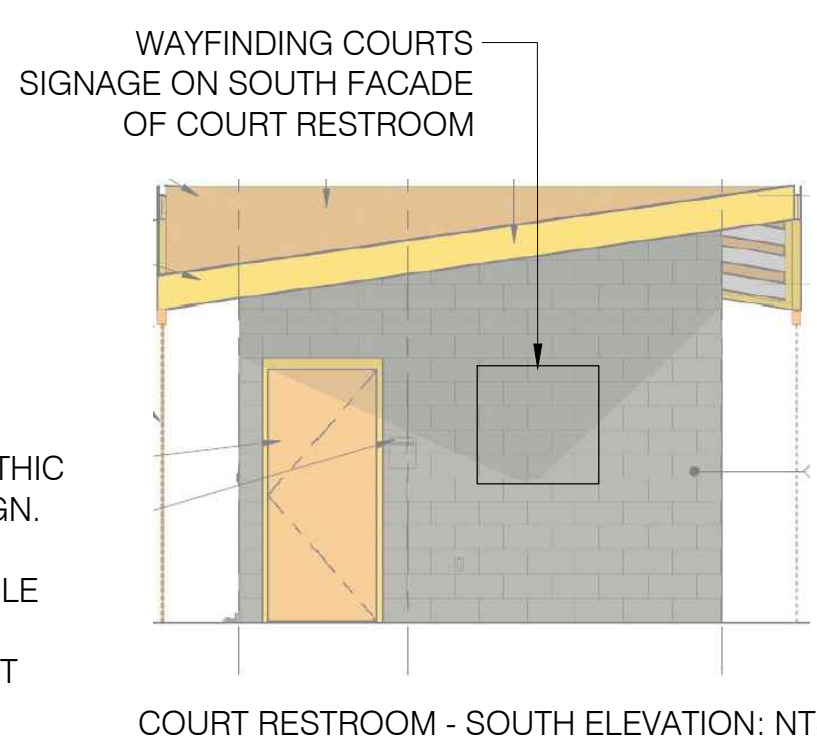 WAYFINDING COURTS
SIGNAGE ON SOUTH FACADE
OF COURT RESTROOM
THIC
GN.
LE
T
COURT RESTROOM - SOUTH ELEVATION: NT